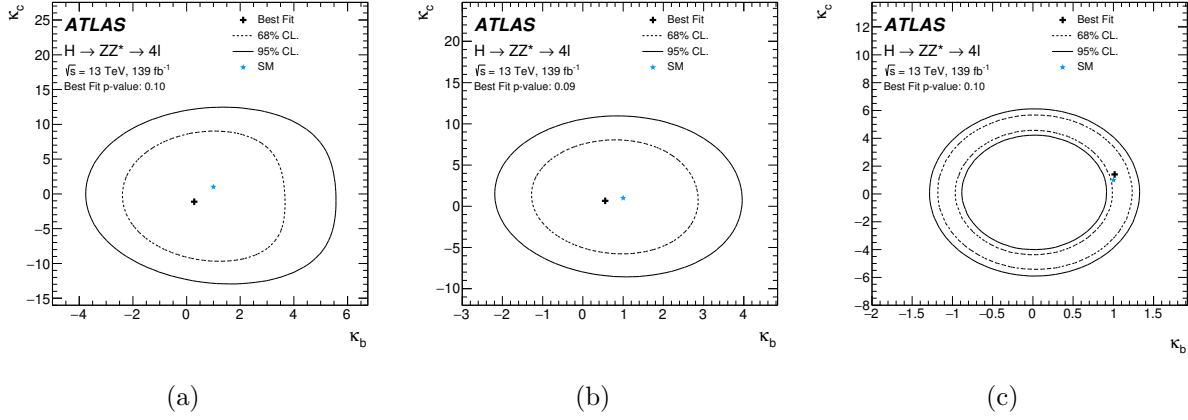 κc
ATLAS
H → ZZ* → 4l
√s = 13 TeV, 139 fb-1
Best Fit p-value: 0.10
Best Fit
68% CL.
95% CL.
SM
25
20
15
10
5
0
−5
−10
−15
−4 −2 0 2 4 6
κb
(a)
κc
ATLAS
H → ZZ* → 4l
√s = 13 TeV, 139 fb-1
Best Fit p-value: 0.09
Best Fit
68% CL.
95% CL.
SM
20
15
10
5
0
−5
−10
−3 −2 −1 0 1 2 3 4
κb
(b)
κc
ATLAS
H → ZZ* → 4l
√s = 13 TeV, 139 fb-1
Best Fit p-value: 0.10
Best Fit
68% CL.
95% CL.
SM
12
10
8
6
4
2
0
−2
−4
−6
−8
−2 −1.5 −1 −0.5 0 0.5 1 1.5
κb
(c)